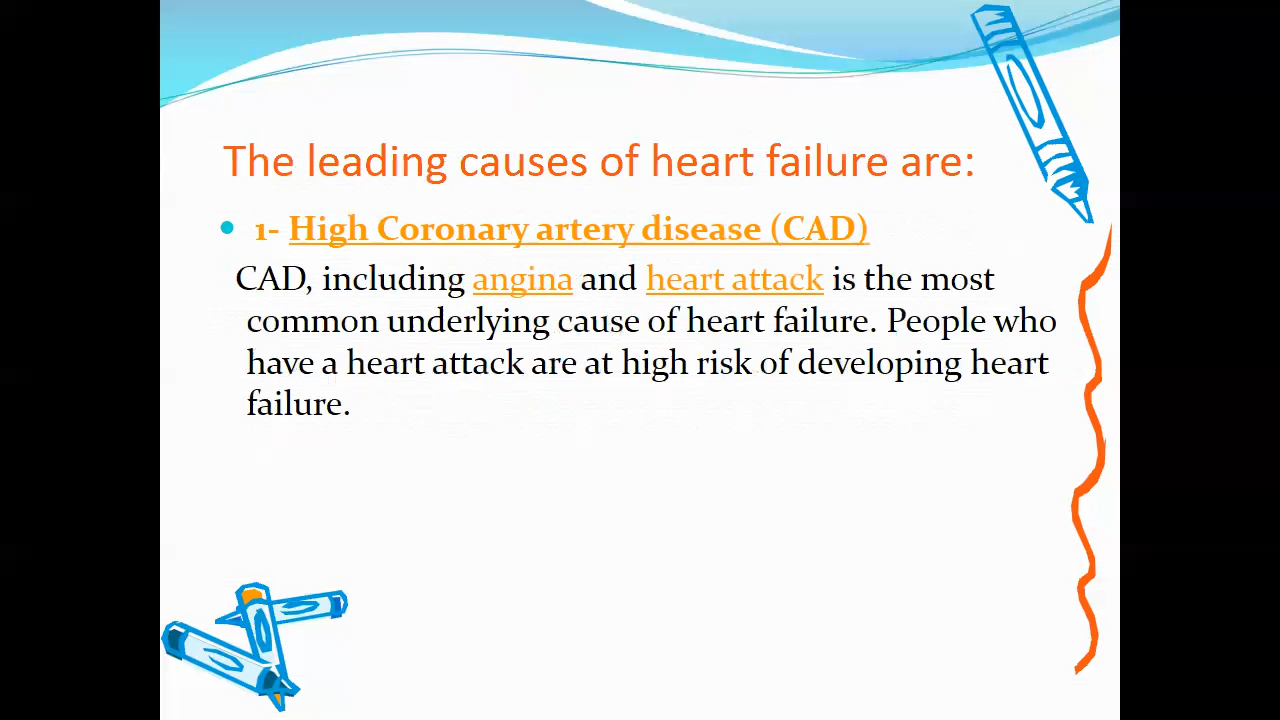 The leading causes of heart failure are:
• 1- High Coronary artery disease (CAD)
CAD, including angina and heart attack is the most
common underlying cause of heart failure. People who
have a heart attack are at high risk of developing heart
failure.